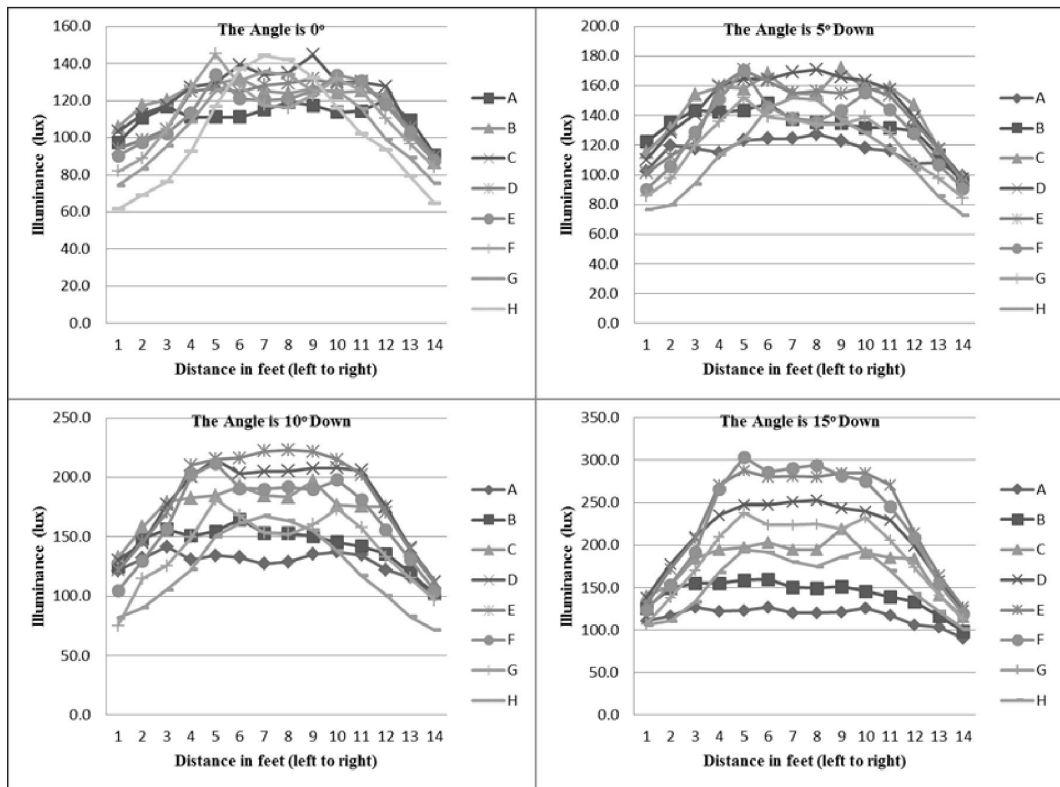 The Angle is 0°
160.0
140.0
120.0
100.0
80.0
60.0
40.0
20.0
0.0
Illuminance (lux)
1 2 3 4 5 6 7 8 9 10 11 12 13 14
Distance in feet (left to right)
A
B
C
D
E
F
G
H
The Angle is 5° Down
200.0
180.0
160.0
140.0
120.0
100.0
80.0
60.0
40.0
20.0
0.0
Illuminance (lux)
1 2 3 4 5 6 7 8 9 10 11 12 13 14
Distance in feet (left to right)
A
B
C
D
E
F
G
H
The Angle is 10° Down
250.0
200.0
150.0
100.0
50.0
0.0
Illuminance (lux)
1 2 3 4 5 6 7 8 9 10 11 12 13 14
Distance in feet (left to right)
A
B
C
D
E
F
G
H
The Angle is 15° Down
350.0
300.0
250.0
200.0
150.0
100.0
50.0
0.0
Illuminance (lux)
1 2 3 4 5 6 7 8 9 10 11 12 13 14
Distance in feet (left to right)
A
B
C
D
E
F
G
H